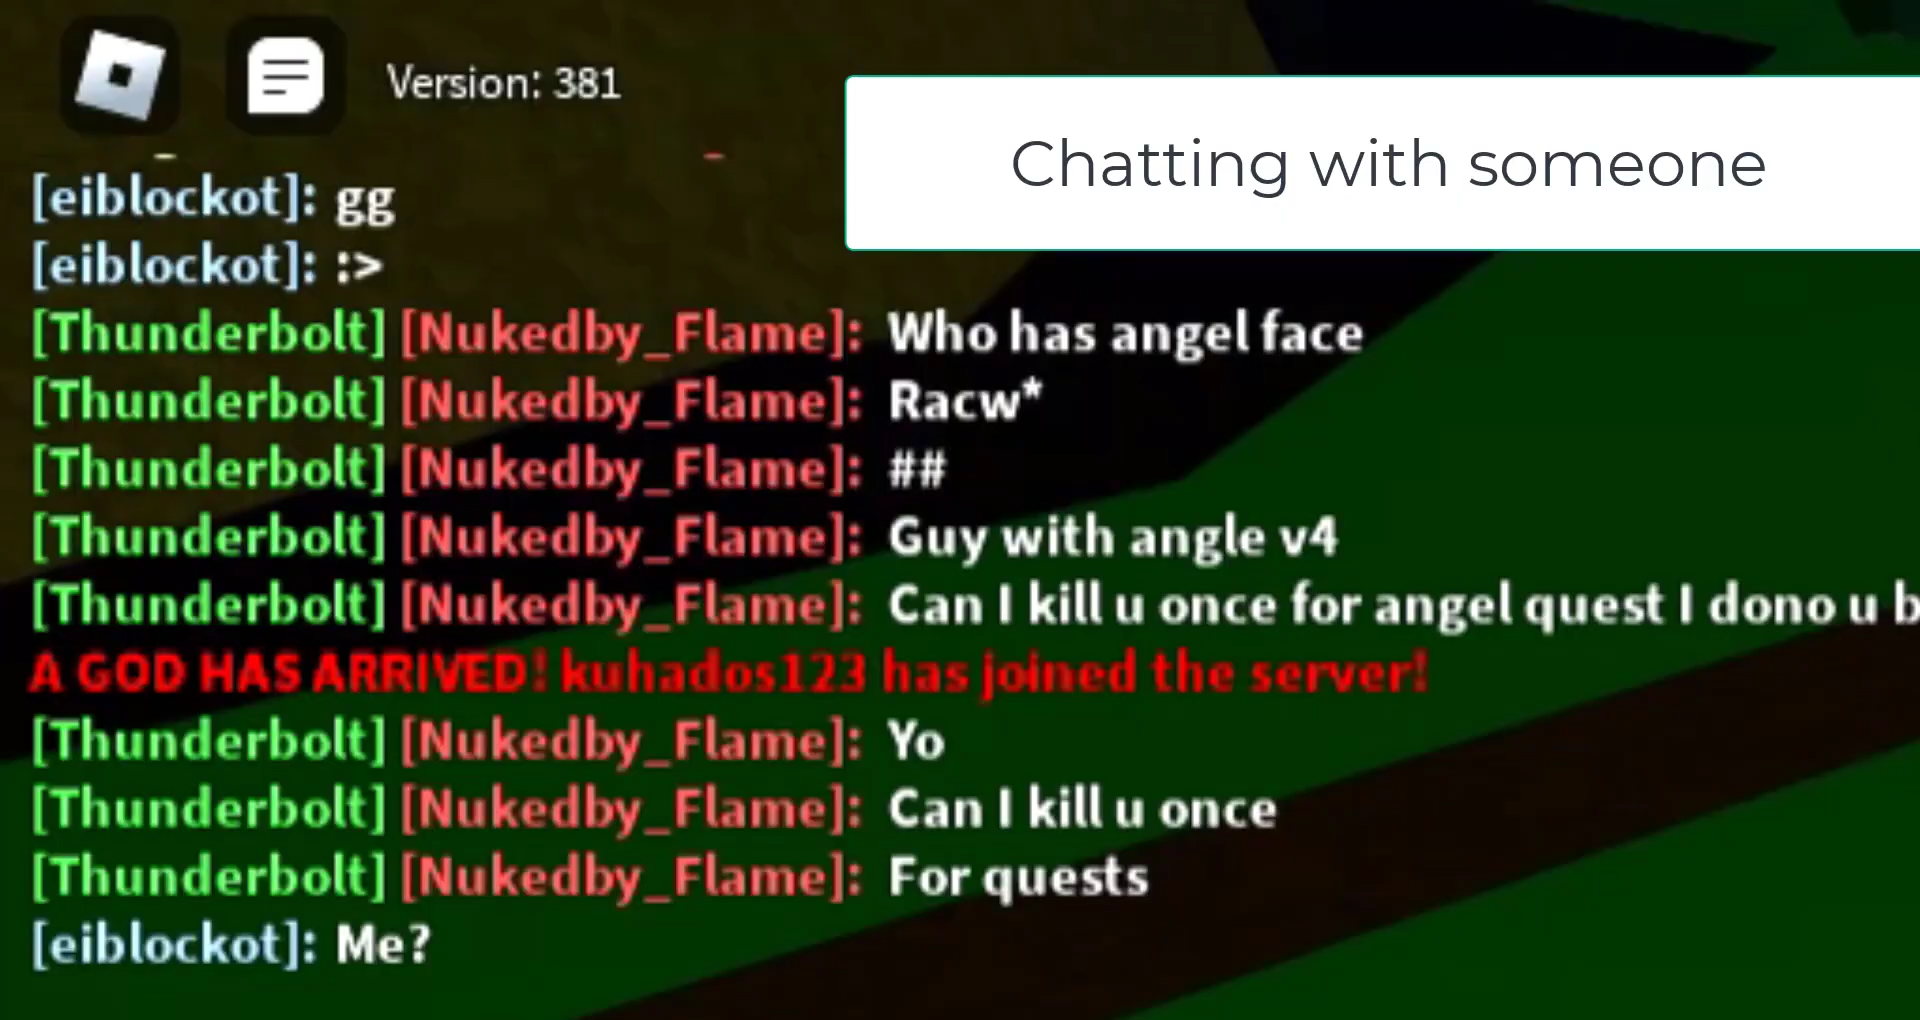 Version: 381
Chatting with someone
[eiblockot]: gg
[eiblockot]: :>
[Thunderbolt] [Nukedby_Flame]: Who has angel face
[Thunderbolt] [Nukedby_Flame]: Racw*
[Thunderbolt] [Nukedby_Flame]: ##
[Thunderbolt] [Nukedby_Flame]: Guy with angle v4
[Thunderbolt] [Nukedby_Flame]: Can I kill u once for angel quest I dono u
A GOD HAS ARRIVED! kuhados123 has joined the server!
[Thunderbolt] [Nukedby_Flame]: Yo
[Thunderbolt] [Nukedby_Flame]: Can I kill u once
[Thunderbolt] [Nukedby_Flame]: For quests
[eiblockot]: Me?